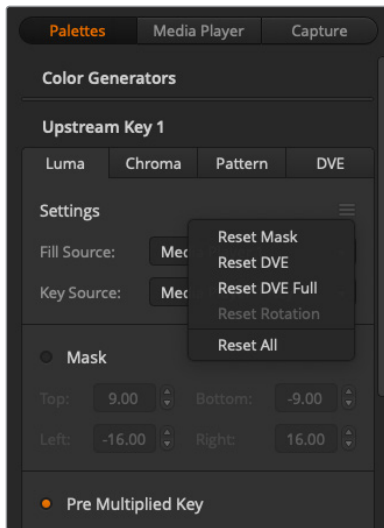 Palettes Media Player Capture
Color Generators
Upstream Key 1
Luma Chroma Pattern DVE
Settings
Reset Mask
Fill Source: Med
Reset DVE
Reset DVE Full
Key Source: Med
Reset Rotation
Reset All
Mask
Top: 9.00 Bottom: -9.00
Left: -16.00 Right: 16.00
Pre Multiplied Key